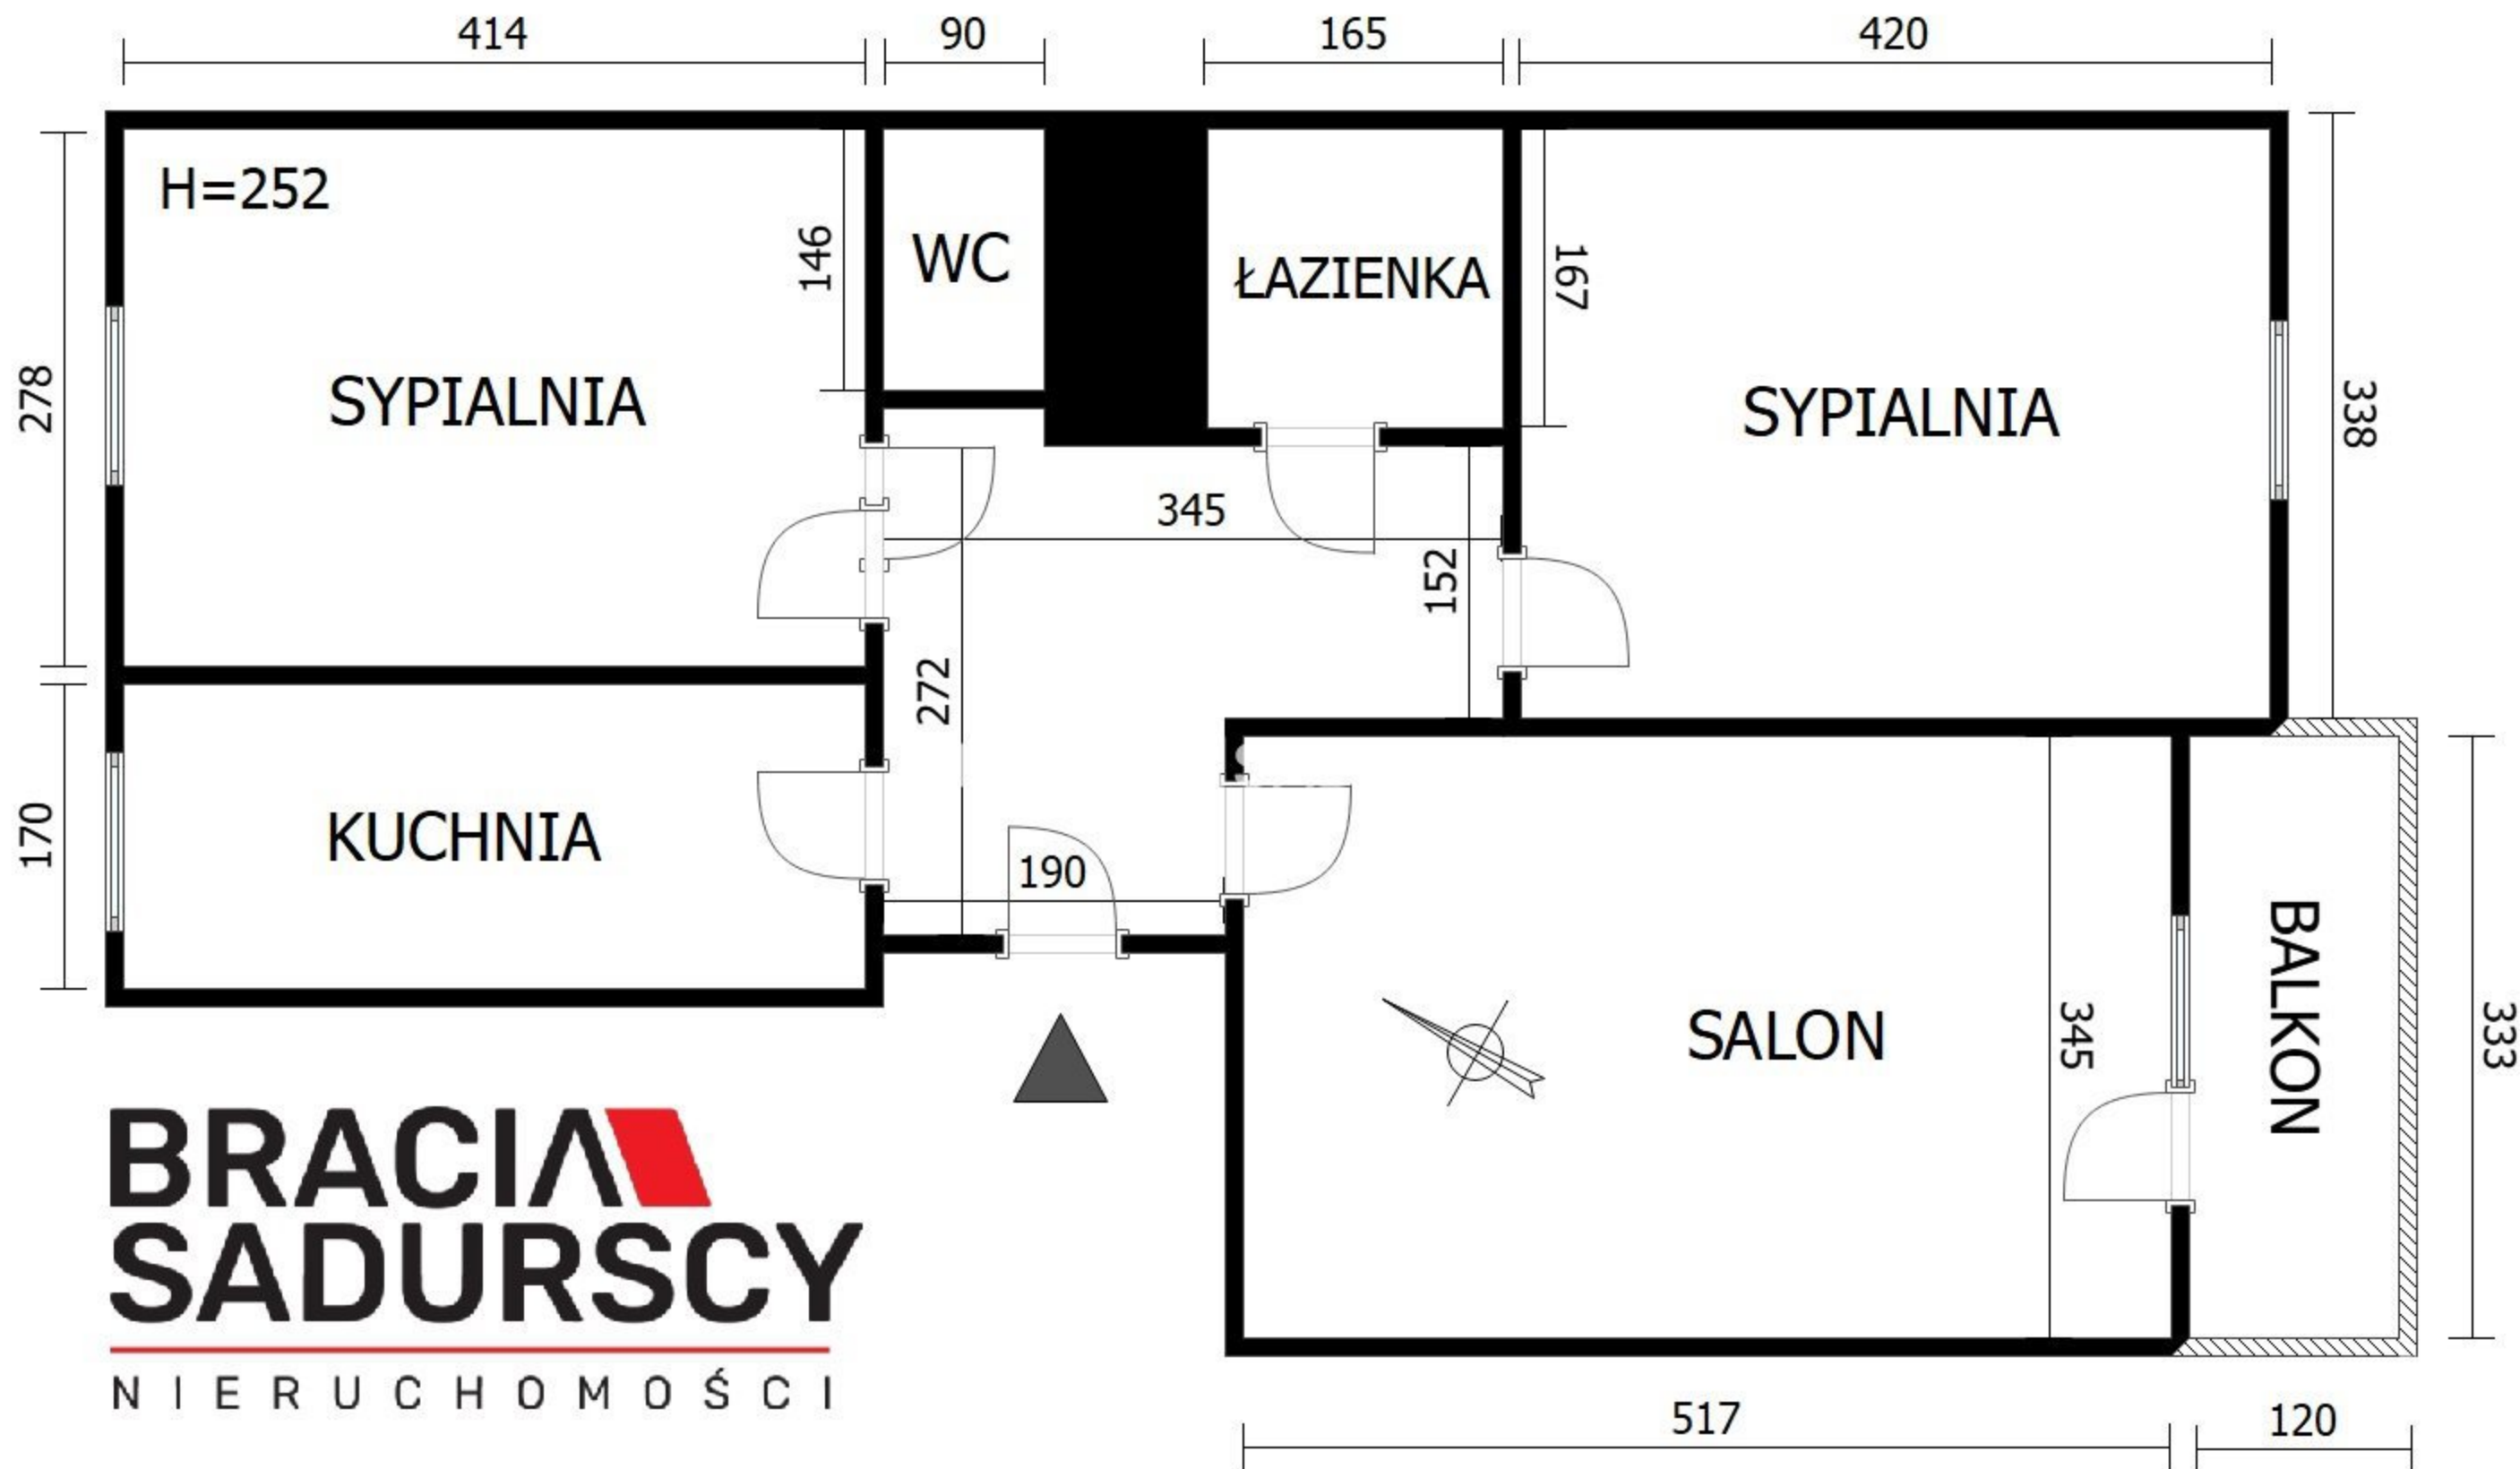 414
90
165
420
H=252
146
WC
ŁAZIENKA
167
278
SYPIALNIA
SYPIALNIA
338
345
152
272
170
KUCHNIA
190
SALON
345
BALKON
333
BRACIA
SADURSCY
NIERUCHOMOŚCI
517
120